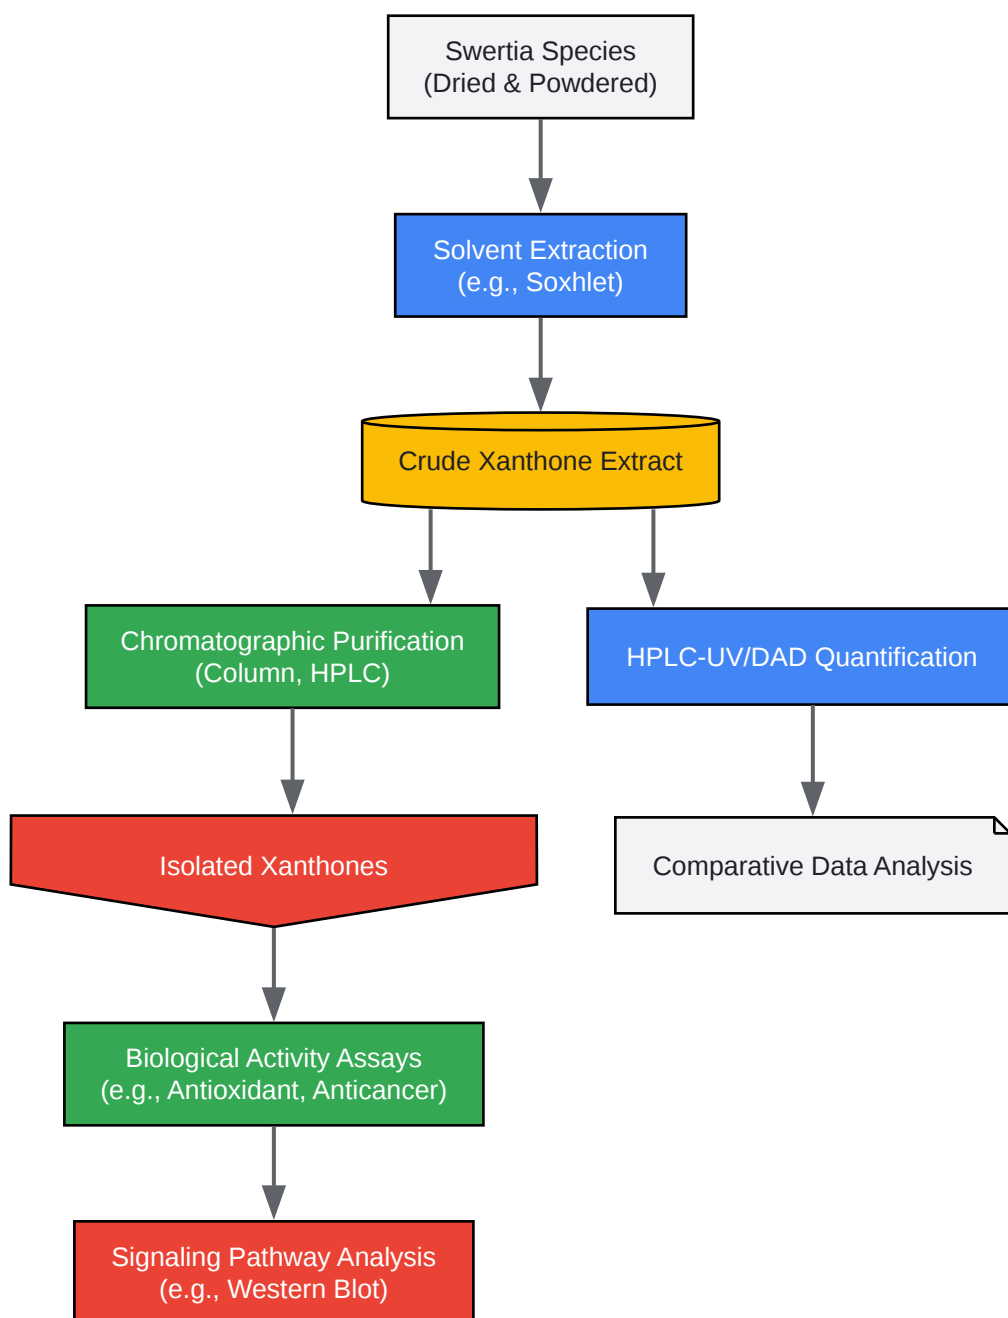 Swertia Species
(Dried & Powdered)
Solvent Extraction
(e.g., Soxhlet)
Crude Xanthone Extract
Chromatographic Purification
(Column, HPLC)
HPLC-UV/DAD Quantification
Isolated Xanthones
Comparative Data Analysis
Biological Activity Assays
(e.g., Antioxidant, Anticancer)
Signaling Pathway Analysis
(e.g., Western Blot)